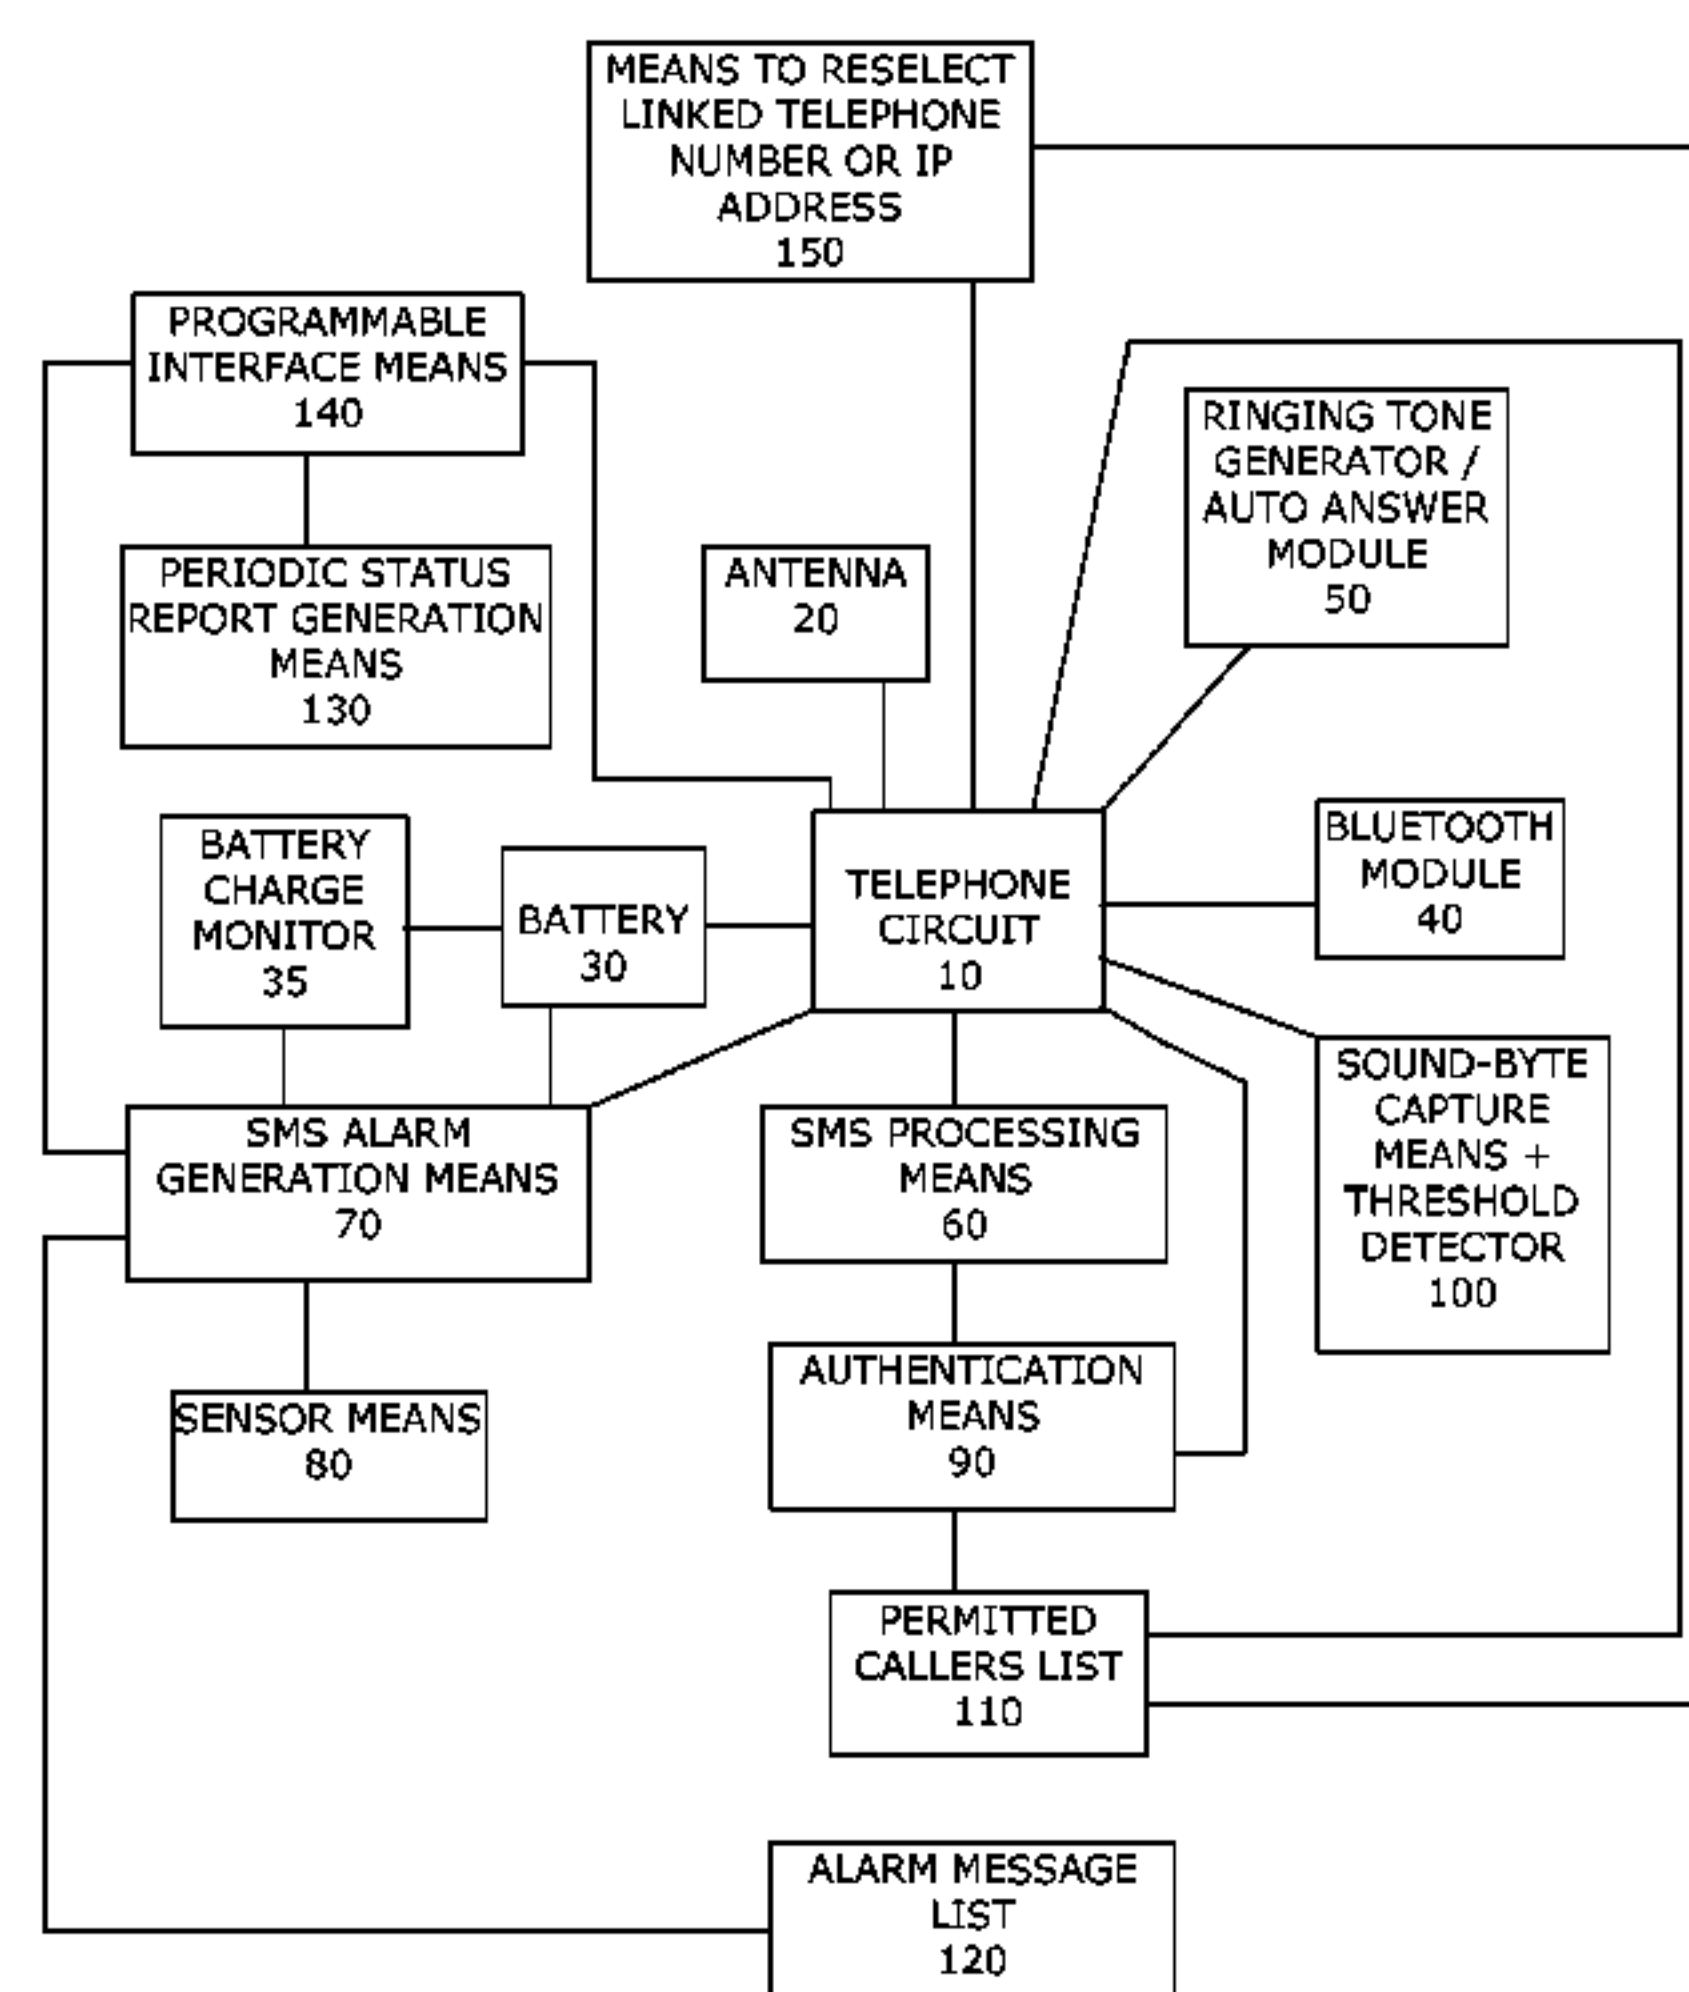 MEANS TO RESELECT
LINKED TELEPHONE
NUMBER OR IP
ADDRESS
150
PROGRAMMABLE
INTERFACE MEANS
140
RINGING TONE
GENERATOR /
AUTO ANSWER
MODULE
50
PERIODIC STATUS
REPORT GENERATION
MEANS
130
ANTENNA
20
BATTERY
CHARGE
MONITOR
35
BATTERY
30
TELEPHONE
CIRCUIT
10
BLUETOOTH
MODULE
40
SMS ALARM
GENERATION MEANS
70
SMS PROCESSING
MEANS
60
SOUND-BYTE
CAPTURE
MEANS +
THRESHOLD
DETECTOR
100
SENSOR MEANS
80
AUTHENTICATION
MEANS
90
PERMITTED
CALLERS LIST
110
ALARM MESSAGE
LIST
120